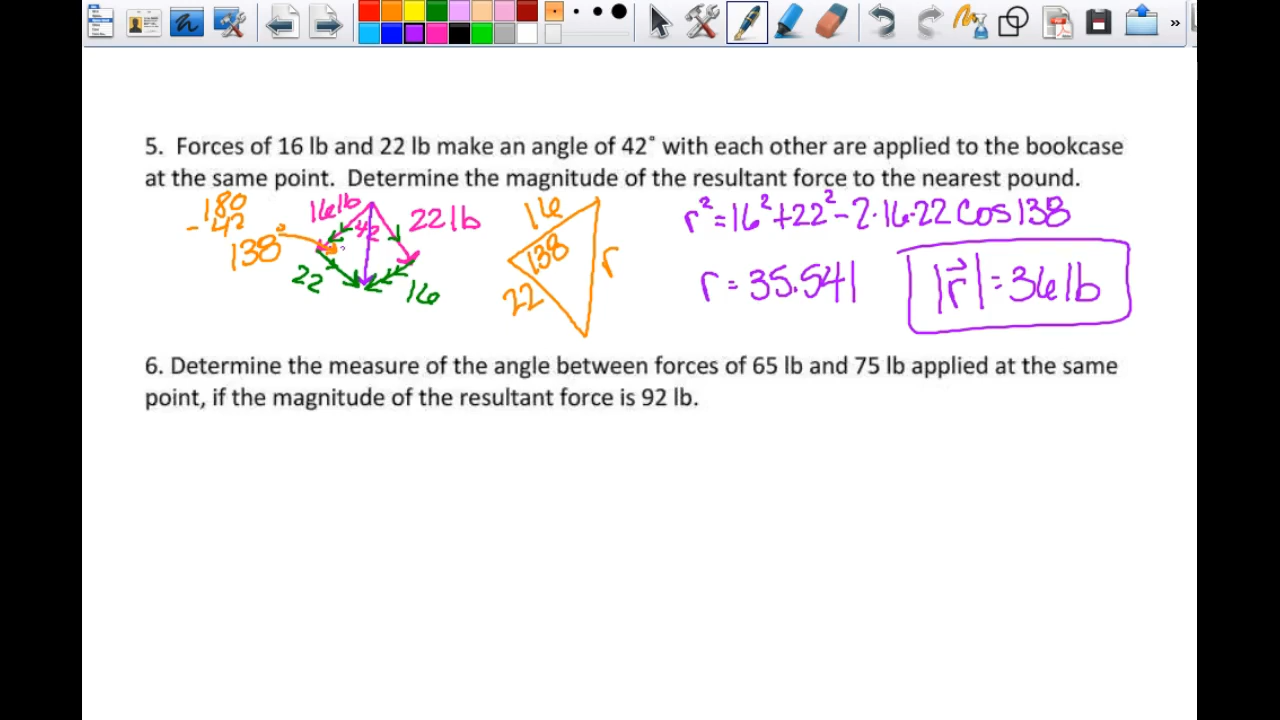 5. Forces of 16 lb and 22 lb make an angle of 42° with each other are applied to the bookcase
at the same point. Determine the magnitude of the resultant force to the nearest pound.
180
- 42
138°
16 lb
42
22 lb
22
16
16
138
22
r
r² = 16² + 22² - 2·16·22 cos 138
r = 35.541
|r⃗| = 36 lb
6. Determine the measure of the angle between forces of 65 lb and 75 lb applied at the same
point, if the magnitude of the resultant force is 92 lb.